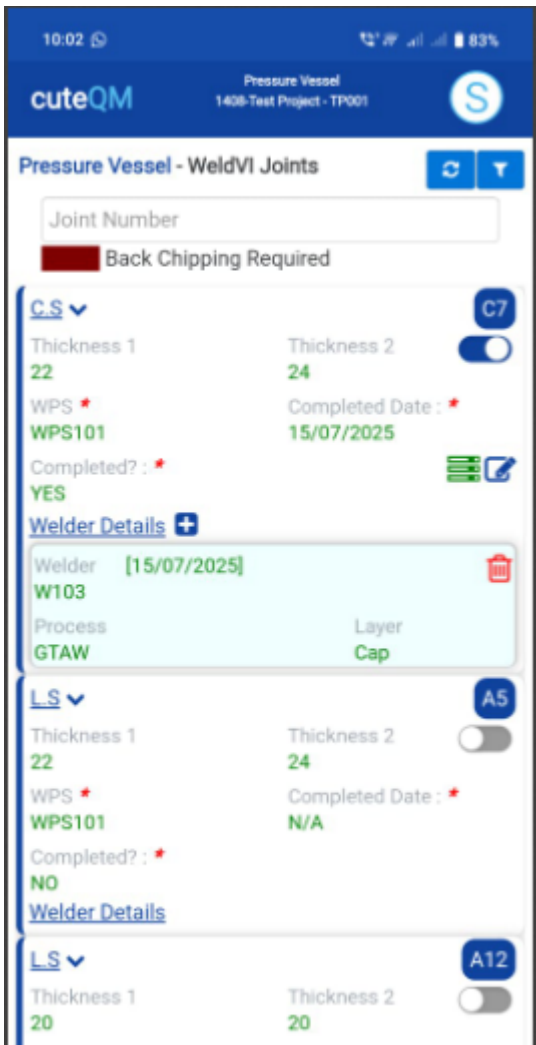 10:02
83%
cuteQM
Pressure Vessel
1408-Test Project - TP001
S
Pressure Vessel - WeldVI Joints
Joint Number
Back Chipping Required
C.S
C7
Thickness 1 Thickness 2
22 24
WPS * Completed Date : *
WPS101 15/07/2025
Completed? : *
YES
Welder Details
Welder [15/07/2025]
W103
Process Layer
GTAW Cap
L.S
A5
Thickness 1 Thickness 2
22 24
WPS * Completed Date : *
WPS101 N/A
Completed? : *
NO
Welder Details
L.S
A12
Thickness 1 Thickness 2
20 20